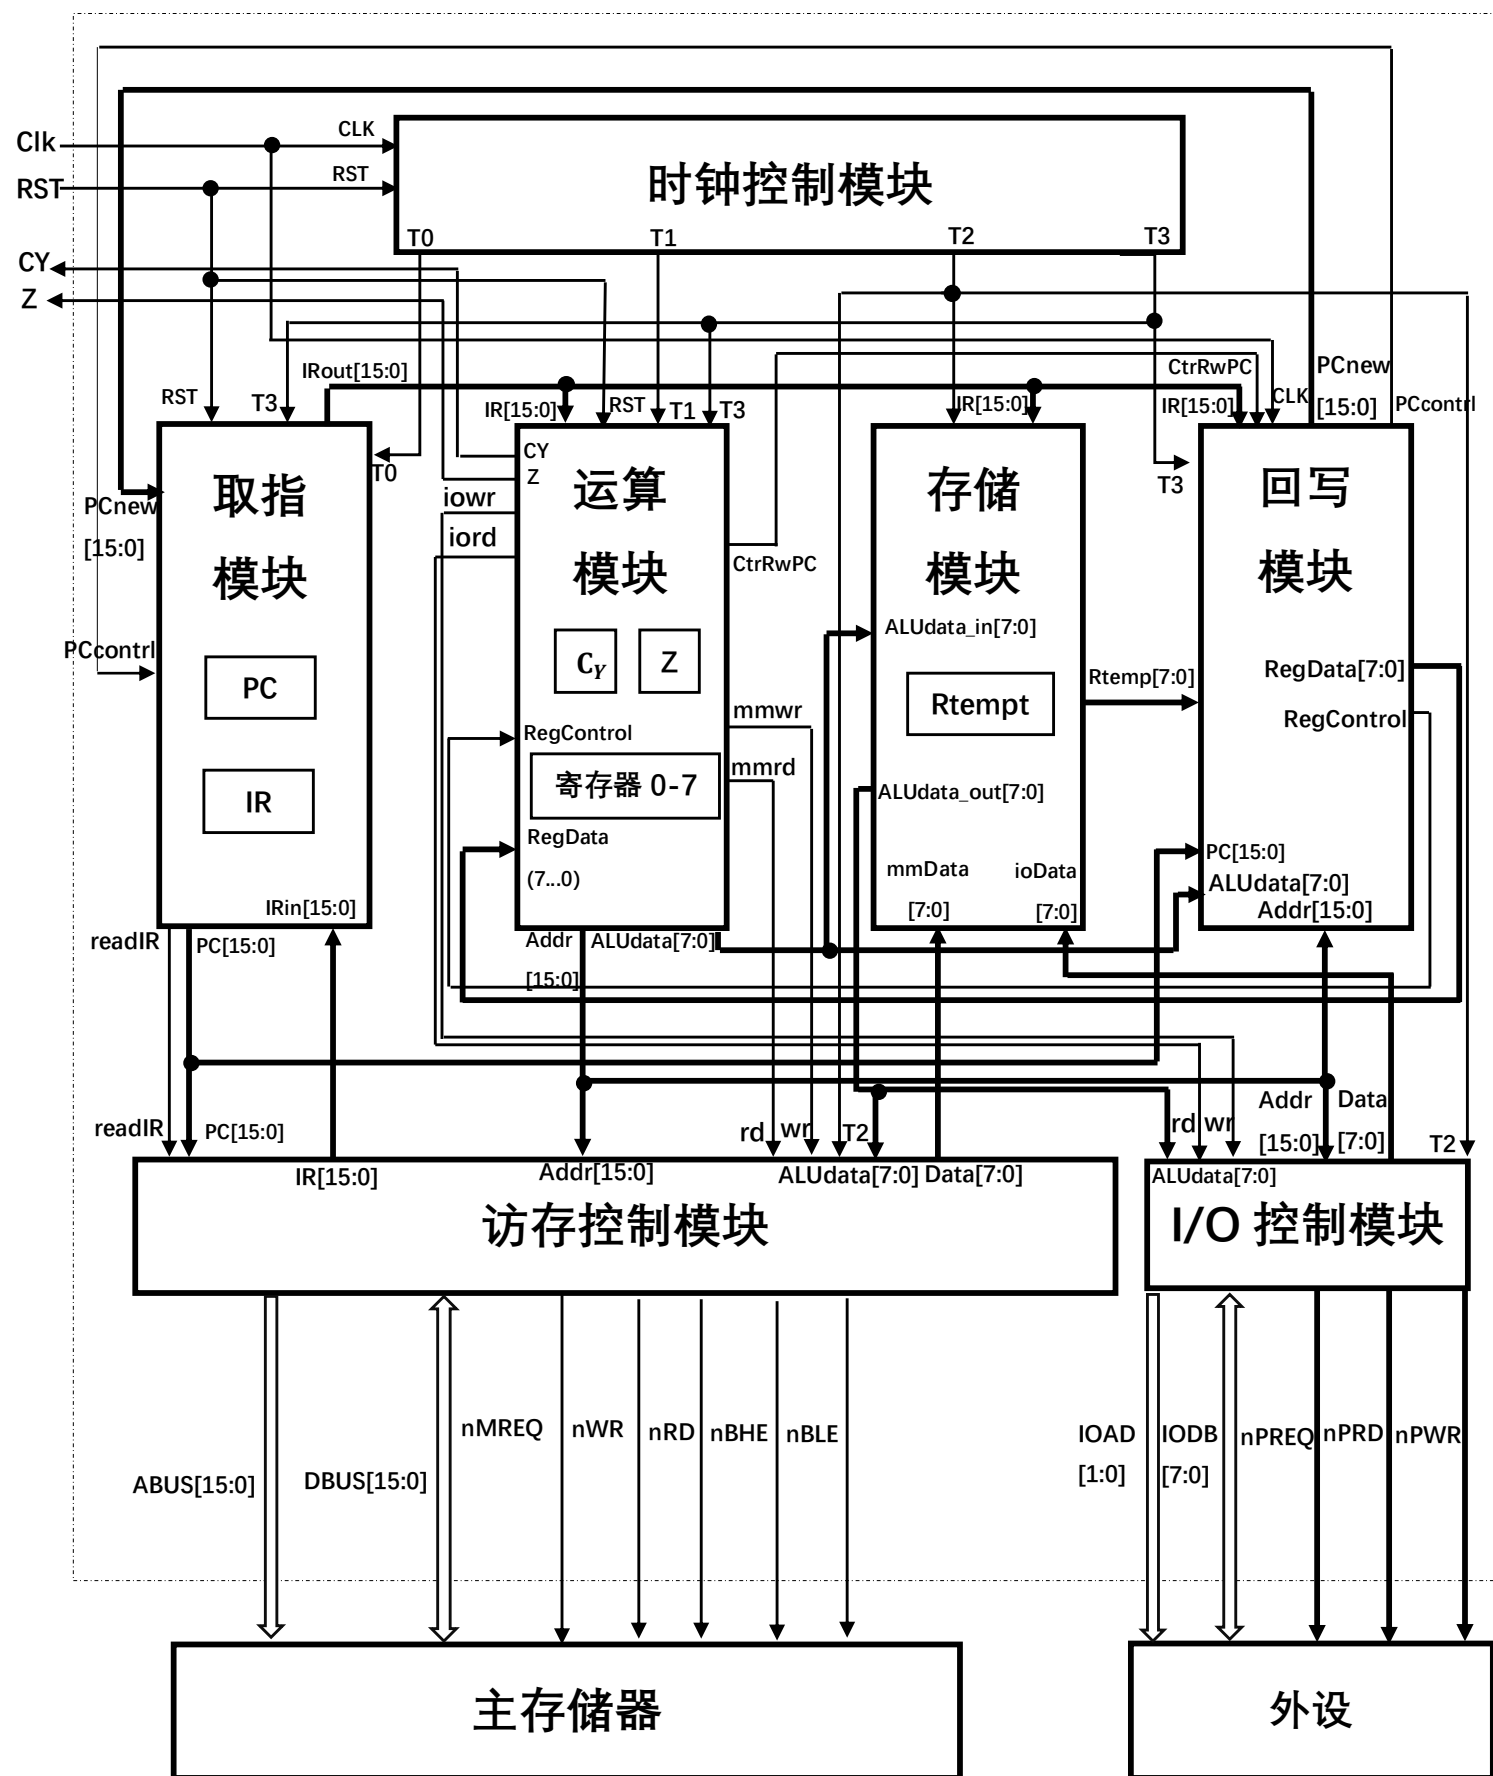 Clk
CLK
RST
RST
时钟控制模块
T0
T1
T2
T3
CY
Z
RST
T3
IRout[15:0]
IR[15:0]
RST
T1
T3
IR[15:0]
CtrRwPC
IR[15:0]
CLK
PCnew
[15:0]
PCcontrl
取指
模块
T0
PCnew
[15:0]
PCcontrl
PC
IR
IRin[15:0]
CY
Z
iowr
iord
运算
模块
CtrRwPC
C_Y
Z
RegControl
寄存器 0-7
RegData
(7...0)
mmwr
mmrd
存储
模块
ALUdata_in[7:0]
Rtempt
ALUdata_out[7:0]
mmData
[7:0]
ioData
[7:0]
Rtemp[7:0]
T3
回写
模块
RegData[7:0]
RegControl
PC[15:0]
ALUdata[7:0]
Addr[15:0]
readIR
PC[15:0]
Addr
[15:0]
ALUdata[7:0]
readIR
PC[15:0]
rd
wr
T2
rd
wr
Addr
[15:0]
Data
[7:0]
T2
IR[15:0]
Addr[15:0]
ALUdata[7:0]
Data[7:0]
访存控制模块
ALUdata[7:0]
I/O 控制模块
ABUS[15:0]
DBUS[15:0]
nMREQ
nWR
nRD
nBHE
nBLE
IOAD
[1:0]
IODB
[7:0]
nPREQ
nPRD
nPWR
主存储器
外设